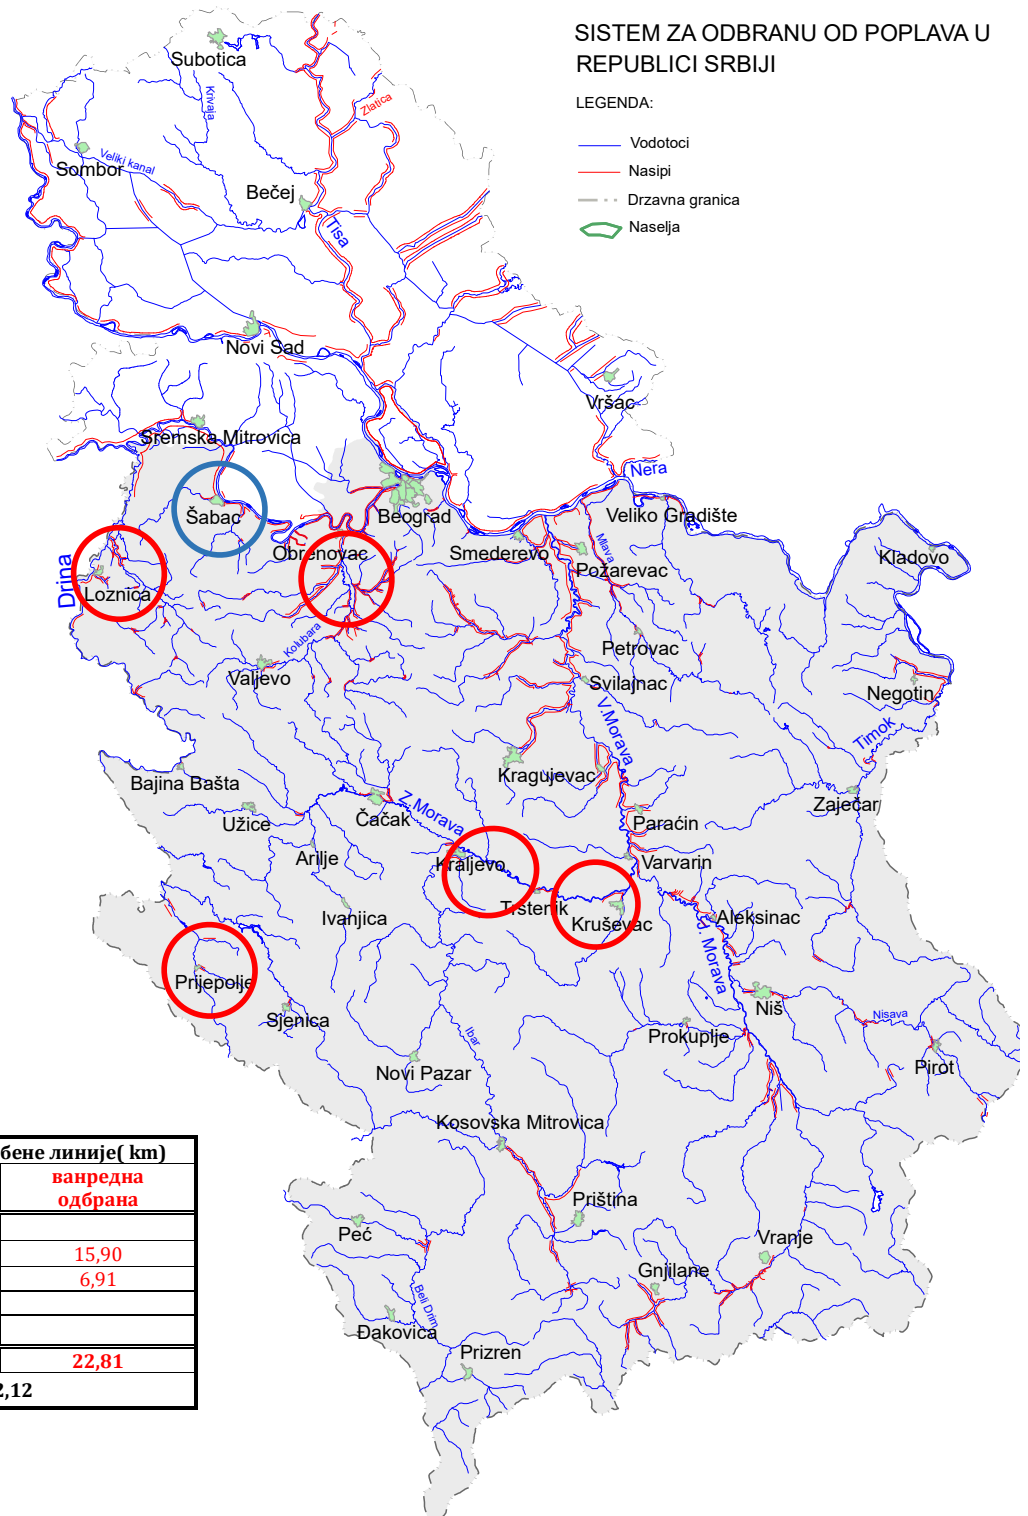 SISTEM ZA ODBRANU OD POPLAVA U
REPUBLICI SRBIJI
LEGENDA:
Vodotoci
Nasipi
Drzavna granica
Naselja
Subotica
Krivaja
Zlatica
Sombor
Veliki kanal
Bečej
Tisa
Novi Sad
Vršac
Sremska Mitrovica
Nera
Šabac
Beograd
Veliko Gradište
Obrenovac
Smederevo
Mlava
Požarevac
Kladovo
Drina
Loznica
Kolubara
Petrovac
Valjevo
Svilajnac
Negotin
V.Morava
Timok
Bajina Bašta
Kragujevac
Zaječar
Užice
Čačak
Z.Morava
Paraćin
Arilje
Kraljevo
Varvarin
Ivanjica
Trstenik
Kruševac
Aleksinac
J. Morava
Prijepolje
Sjenica
Niš
Nisava
Ibar
Prokuplje
Novi Pazar
Pirot
Kosovska Mitrovica
Priština
Peć
Vranje
Gnjilane
Beli Drim
Đakovica
Prizren
бене линије( km)
ванредна
одбрана
15,90
6,91
22,81
2,12